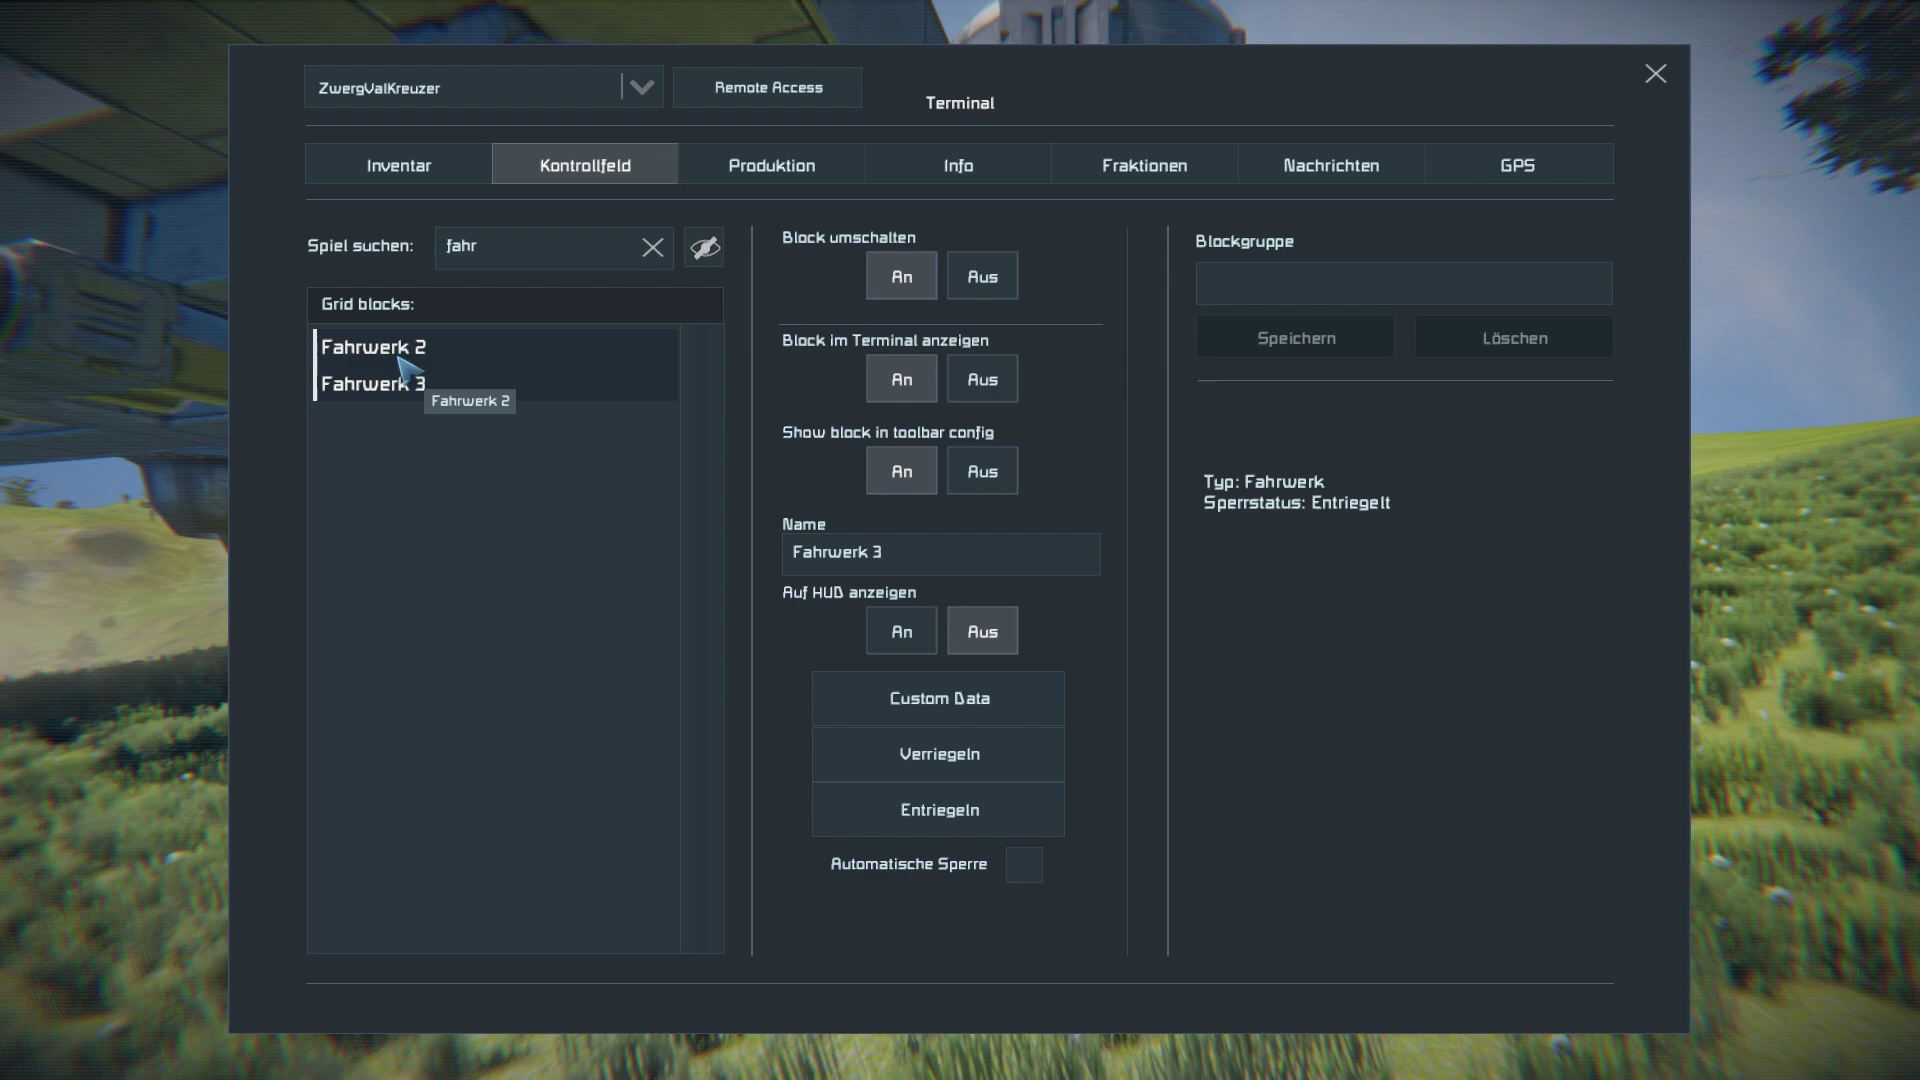 ZwergValKreuzer
Remote Access
Terminal
Inventar
Kontrollfeld
Produktion
Info
Fraktionen
Nachrichten
GPS
Spiel suchen:
fahr
Grid blocks:
Fahrwerk 2
Fahrwerk 3
Fahrwerk 2
Block umschalten
An
Aus
Block im Terminal anzeigen
An
Aus
Show block in toolbar config
An
Aus
Name
Fahrwerk 3
Auf HUD anzeigen
An
Aus
Custom Data
Verriegeln
Entriegeln
Automatische Sperre
Blockgruppe
Speichern
Löschen
Typ: Fahrwerk
Sperrstatus: Entriegelt